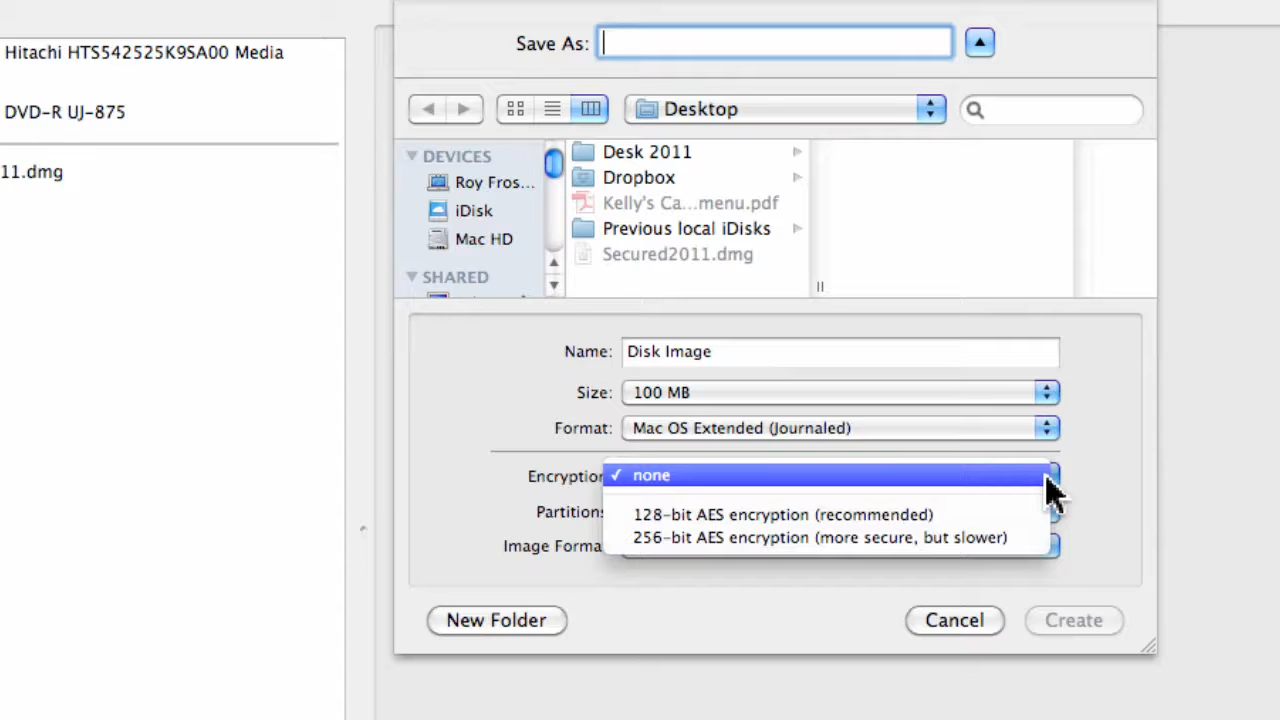 Hitachi HTS542525K9SA00 Media
DVD-R UJ-875
11.dmg
Save As:
Desktop
DEVICES
Roy Fros...
iDisk
Mac HD
SHARED
Desk 2011
Dropbox
Kelly's Ca...menu.pdf
Previous local iDisks
Secured2011.dmg
Name: Disk Image
Size: 100 MB
Format: Mac OS Extended (Journaled)
Encryption
✓ none
128-bit AES encryption (recommended)
256-bit AES encryption (more secure, but slower)
Partitions
Image Forma
New Folder
Cancel
Create